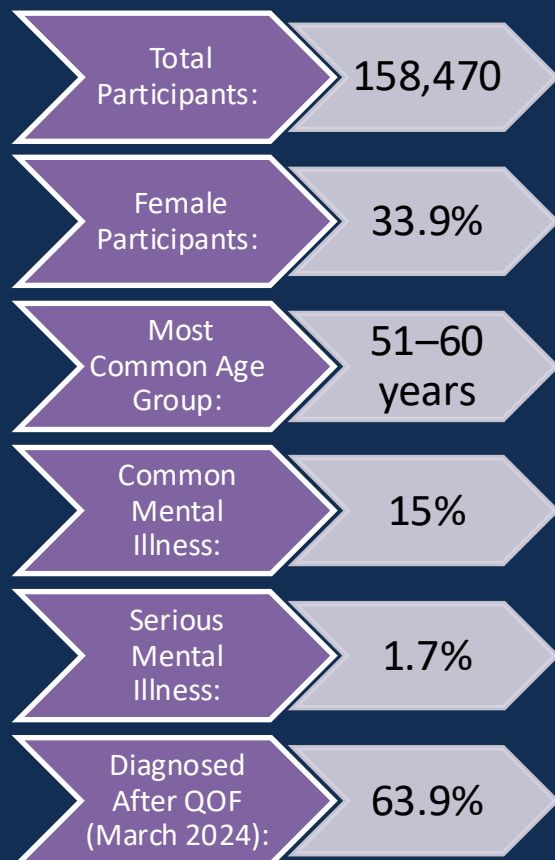 Total
Participants:
158,470
Female
Participants:
33.9%
Most
Common Age
Group:
51–60
years
Common
Mental
Illness:
15%
Serious
Mental
Illness:
1.7%
Diagnosed
After QOF
(March 2024):
63.9%